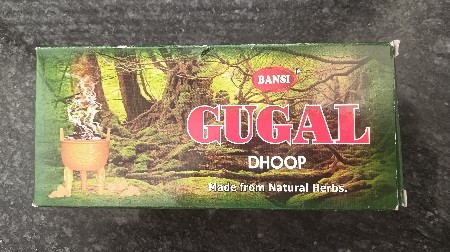 BANSI
GUGAL
DHOOP
Made from Natural Herbs.